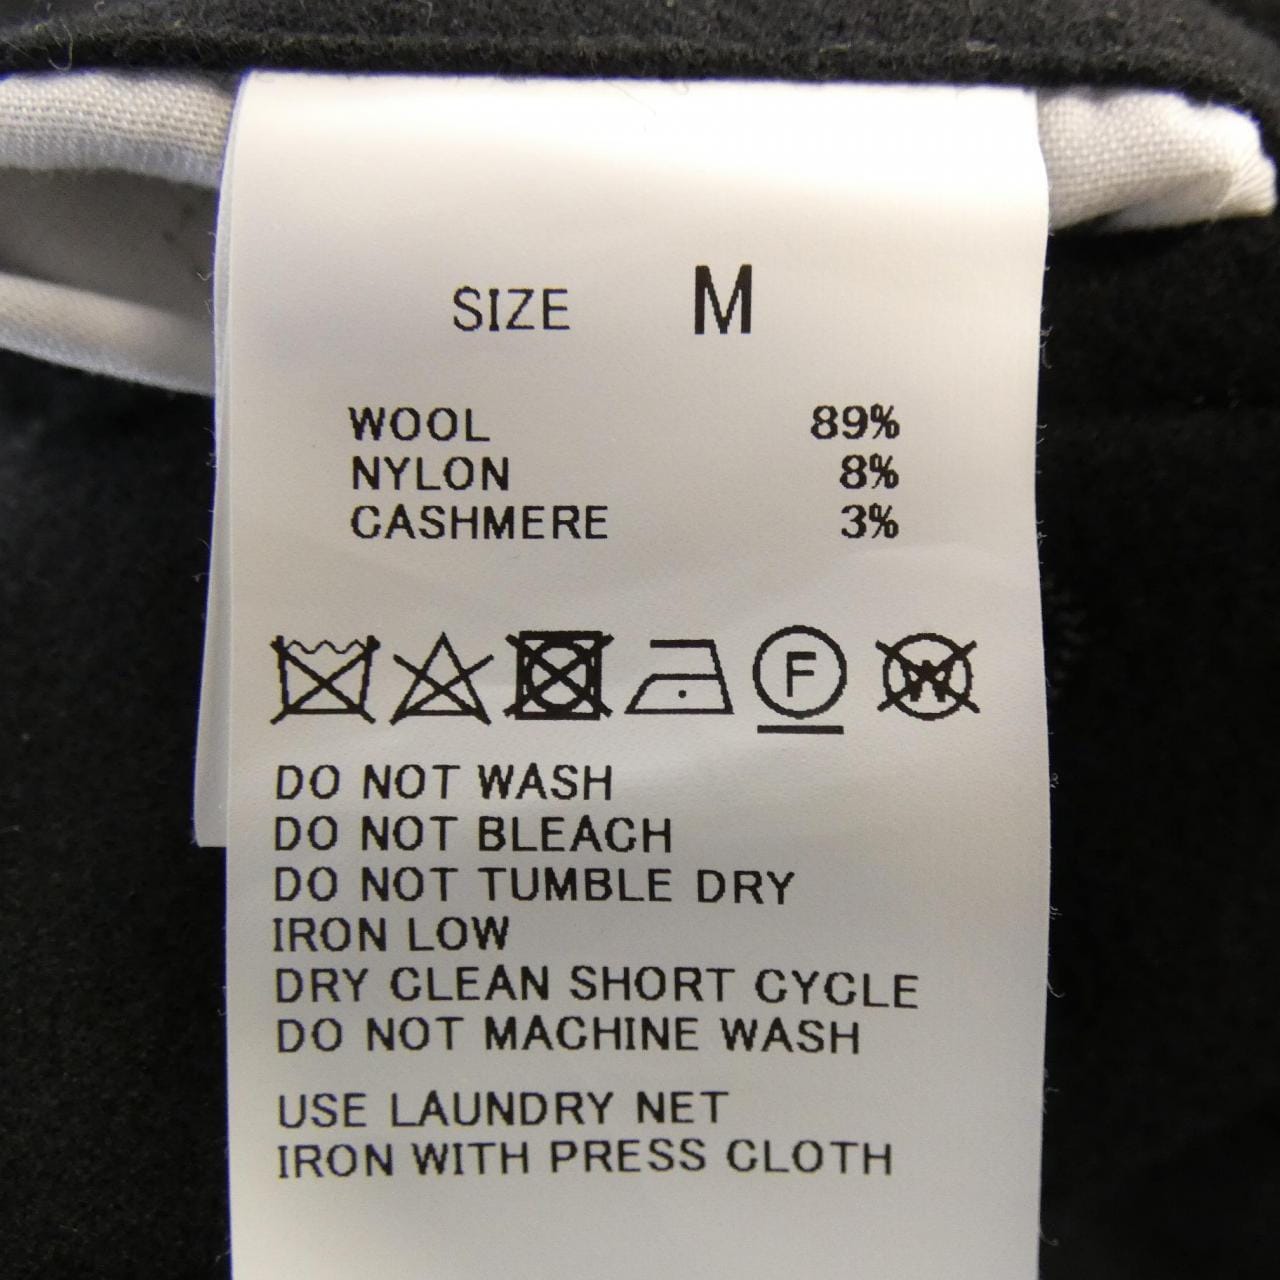 SIZE M
WOOL 89%
NYLON 8%
CASHMERE 3%
F W
DO NOT WASH
DO NOT BLEACH
DO NOT TUMBLE DRY
IRON LOW
DRY CLEAN SHORT CYCLE
DO NOT MACHINE WASH
USE LAUNDRY NET
IRON WITH PRESS CLOTH